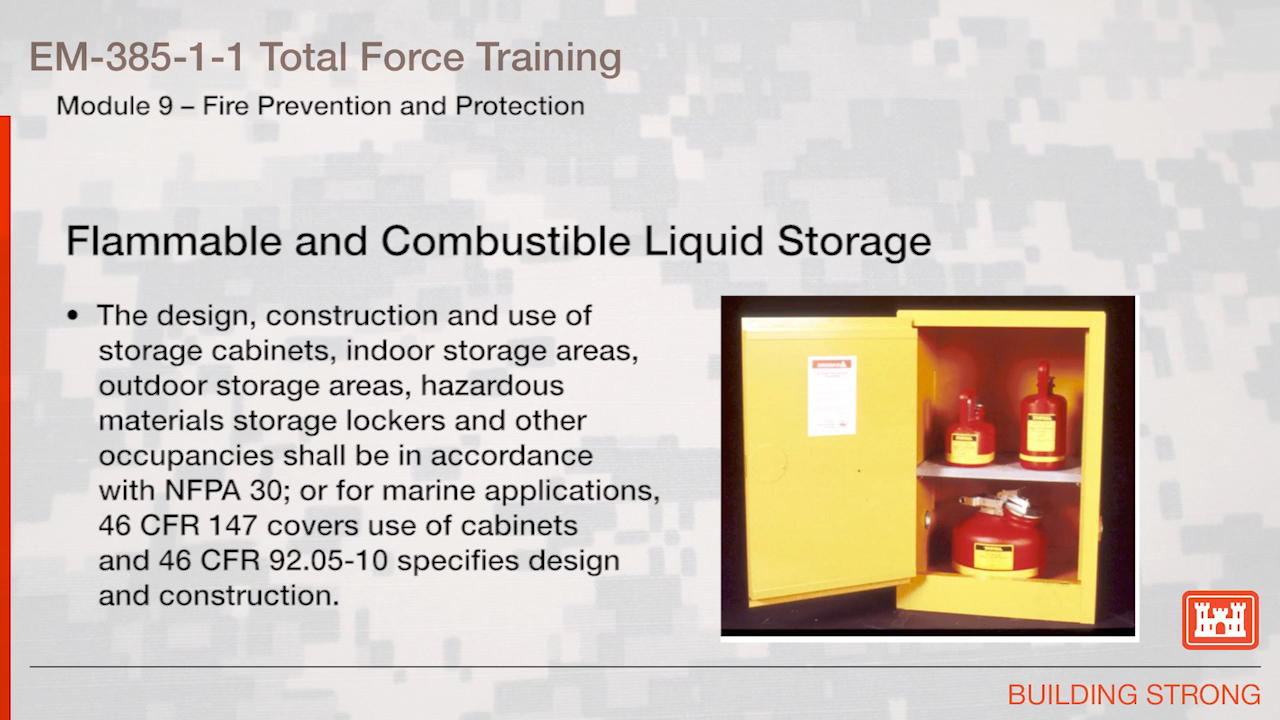 EM-385-1-1 Total Force Training
Module 9 – Fire Prevention and Protection
Flammable and Combustible Liquid Storage
• The design, construction and use of
storage cabinets, indoor storage areas,
outdoor storage areas, hazardous
materials storage lockers and other
occupancies shall be in accordance
with NFPA 30; or for marine applications,
46 CFR 147 covers use of cabinets
and 46 CFR 92.05-10 specifies design
and construction.
BUILDING STRONG